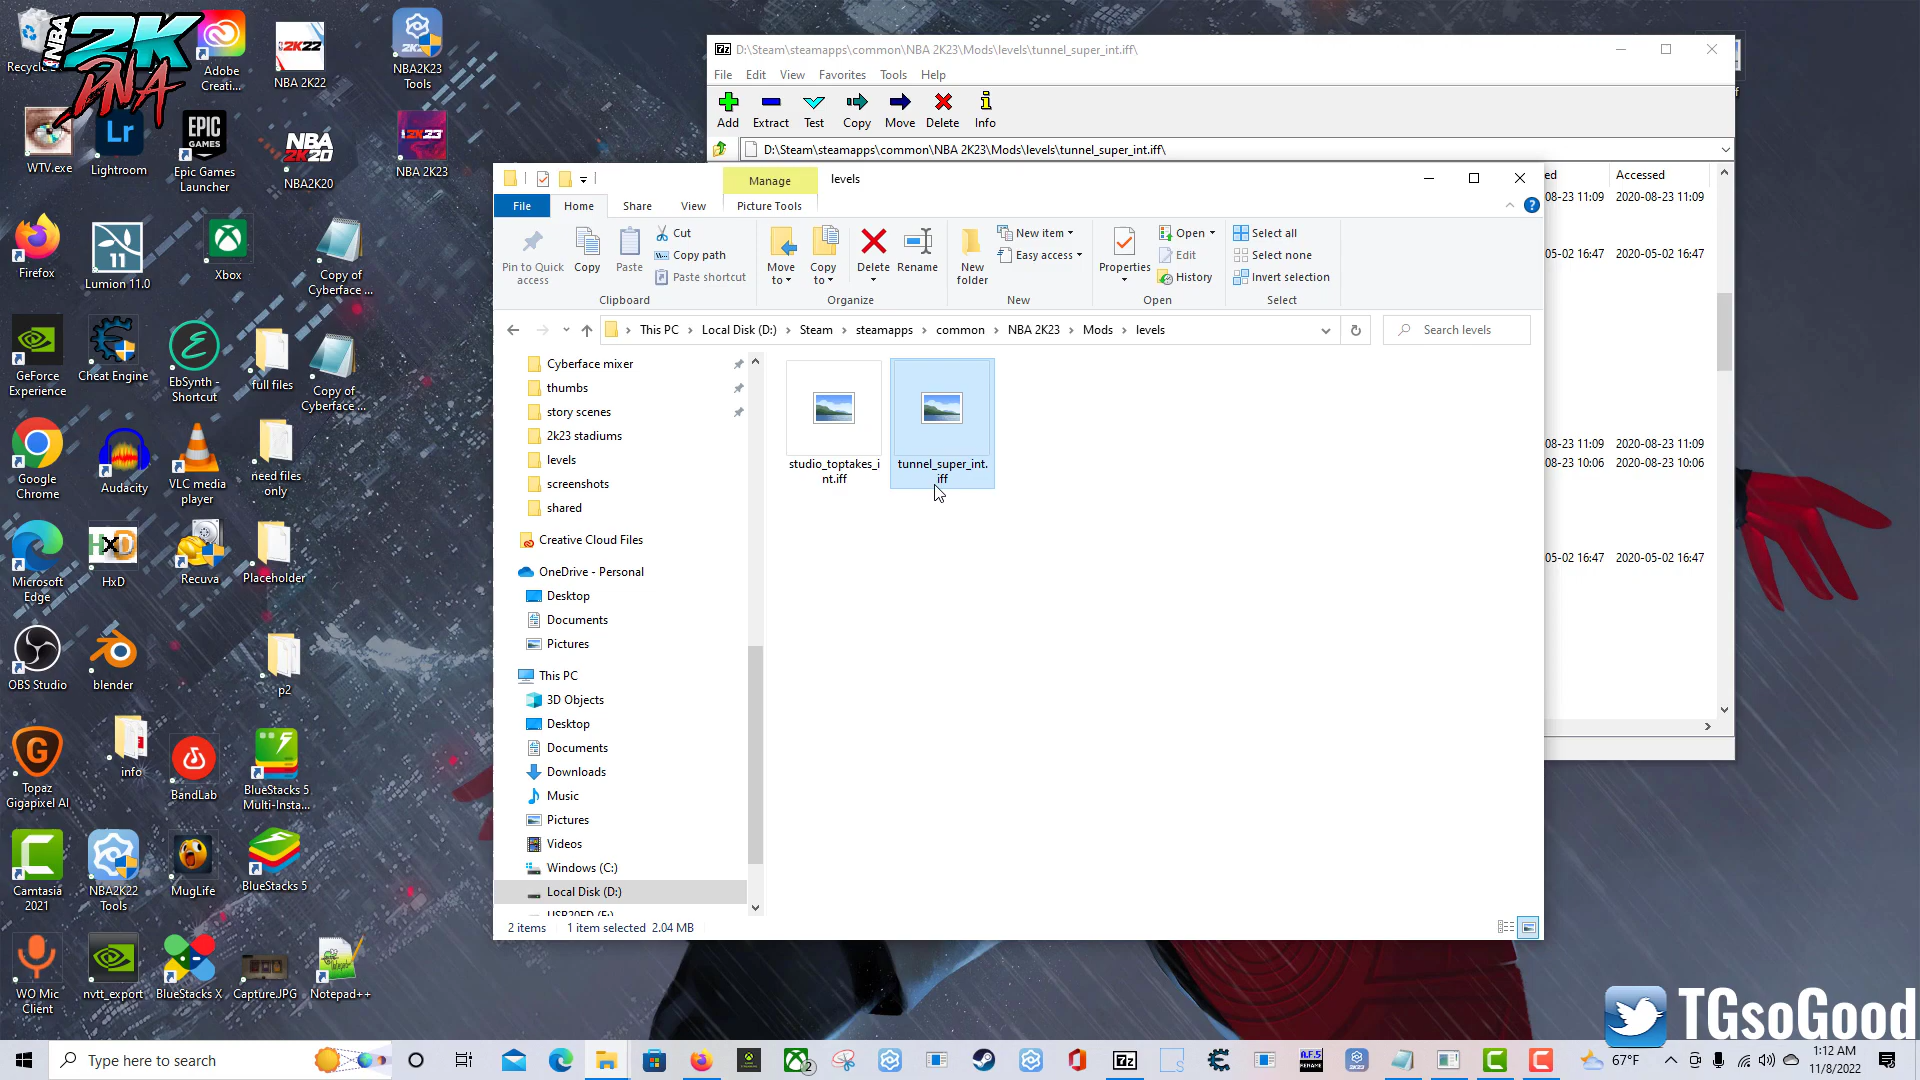 NBA 2K DNA
Recycle
Adobe
Creati...
NBA 2K22
NBA2K23
Tools
WTV.exe
Lightroom
Epic Games
Launcher
NBA2K20
NBA 2K23
Firefox
Lumion 11.0
Xbox
Copy of
Cyberface ...
GeForce
Experience
Cheat Engine
EbSynth -
Shortcut
full files
Copy of
Cyberface ...
Google
Chrome
Audacity
VLC media
player
need files
only
Microsoft
Edge
HxD
Recuva
Placeholder
OBS Studio
blender
p2
Topaz
Gigapixel AI
info
BandLab
BlueStacks 5
Multi-Insta...
Camtasia
2021
NBA2K22
Tools
MugLife
BlueStacks 5
WO Mic
Client
nvtt_export
BlueStacks X
Capture.JPG
Notepad++
D:\Steam\steamapps\common\NBA 2K23\Mods\levels\tunnel_super_int.iff\
File Edit View Favorites Tools Help
Add Extract Test Copy Move Delete Info
D:\Steam\steamapps\common\NBA 2K23\Mods\levels\tunnel_super_int.iff\
ed Accessed
08-23 11:09 2020-08-23 11:09
05-02 16:47 2020-05-02 16:47
08-23 11:09 2020-08-23 11:09
08-23 10:06 2020-08-23 10:06
05-02 16:47 2020-05-02 16:47
Manage levels
File Home Share View Picture Tools
Pin to Quick
access
Copy
Paste
Cut
Copy path
Paste shortcut
Clipboard
Move
to
Copy
to
Delete
Rename
Organize
New
folder
New item
Easy access
New
Properties
Open
Edit
History
Open
Select all
Select none
Invert selection
Select
This PC > Local Disk (D:) > Steam > steamapps > common > NBA 2K23 > Mods > levels
Search levels
Cyberface mixer
thumbs
story scenes
2k23 stadiums
levels
screenshots
shared
Creative Cloud Files
OneDrive - Personal
Desktop
Documents
Pictures
This PC
3D Objects
Desktop
Documents
Downloads
Music
Pictures
Videos
Windows (C:)
Local Disk (D:)
studio_toptakes_i
nt.iff
tunnel_super_int.
iff
2 items 1 item selected 2.04 MB
TGsoGood
Type here to search
67°F
1:12 AM
11/8/2022